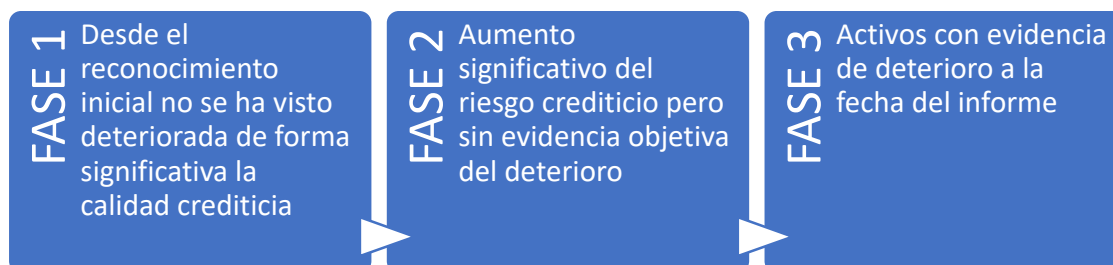 FASE 1
Desde el
reconocimiento
inicial no se ha visto
deteriorada de forma
significativa la
calidad crediticia
FASE 2
Aumento
significativo del
riesgo crediticio pero
sin evidencia objetiva
del deterioro
FASE 3
Activos con evidencia
de deterioro a la
fecha del informe